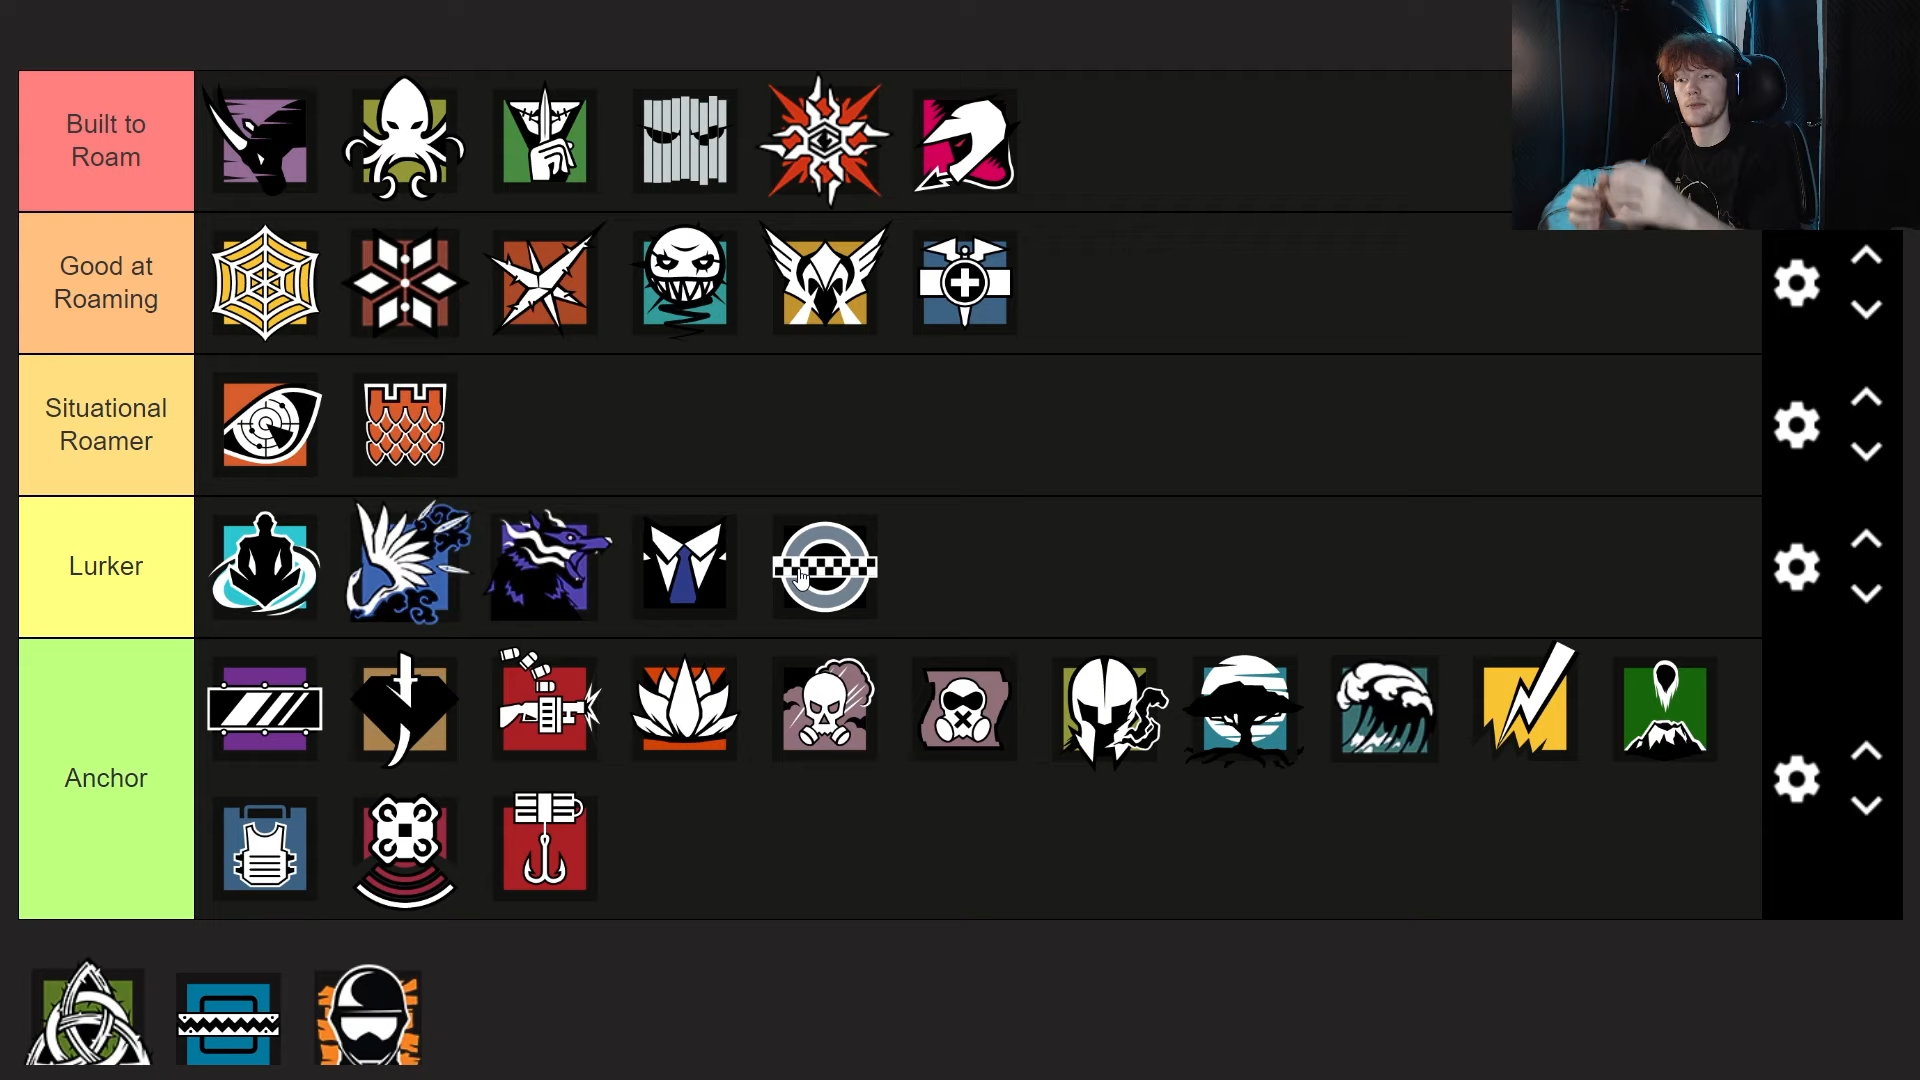 Built to
Roam
Good at
Roaming
Situational
Roamer
Lurker
Anchor